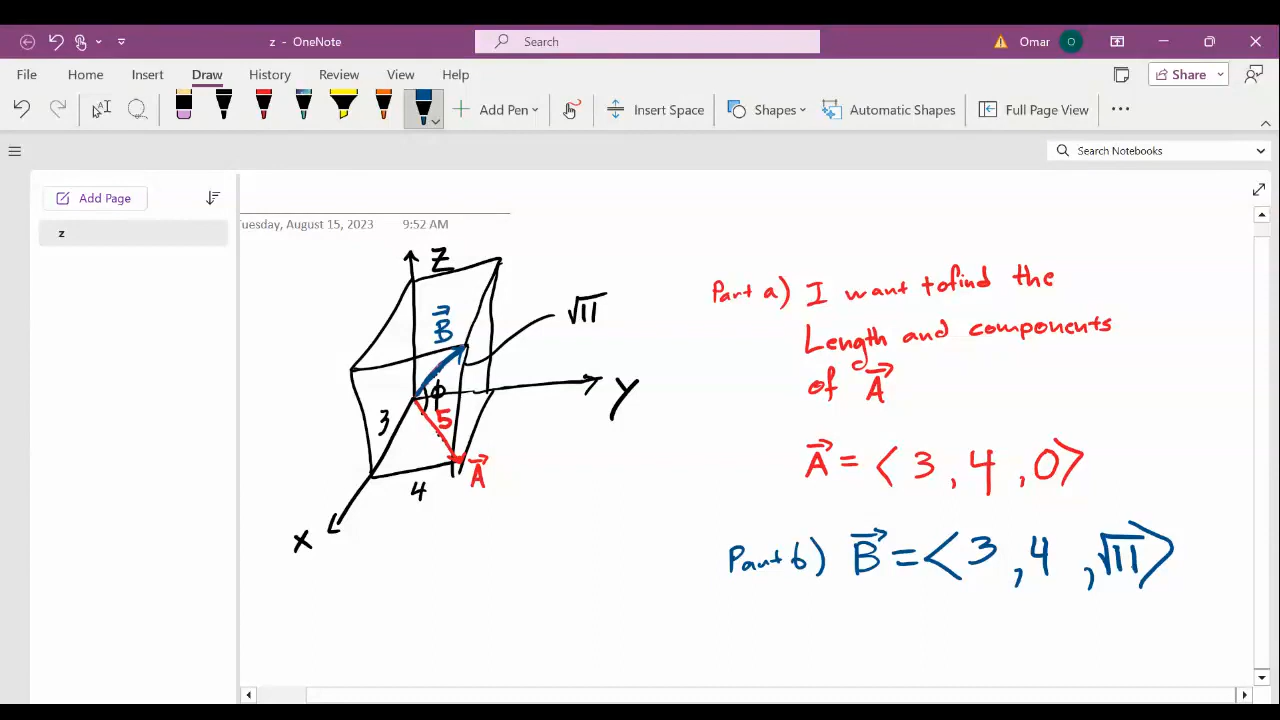 z - OneNote
Search
Omar
O
File Home Insert Draw History Review View Help
Share
Add Pen
Insert Space
Shapes
Automatic Shapes
Full Page View
Search Notebooks
Add Page
z
uesday, August 15, 2023 9:52 AM
Z
√11
B
ϕ
y
3
5
A
4
x
Part a) I want to find the
Length and components
of A
A = < 3, 4, 0>
Part b) B = < 3, 4, √11 >